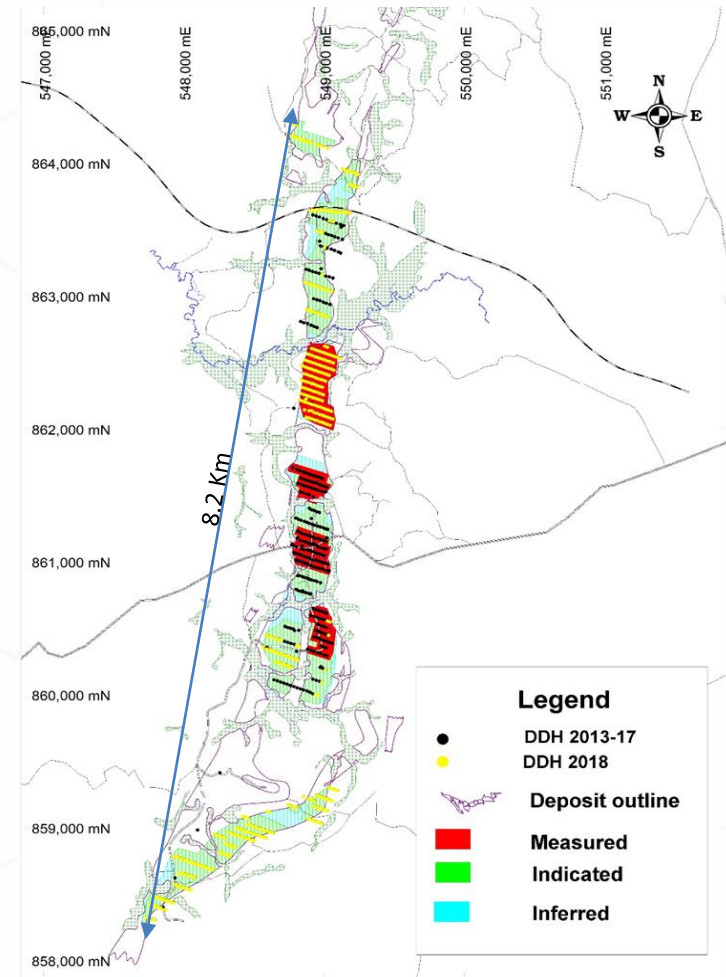 865,000 mN
547,000 mE
548,000 mE
549,000 mE
550,000 mE
551,000 mE
N
W
E
S
864,000 mN
863,000 mN
862,000 mN
8.2 Km
861,000 mN
860,000 mN
859,000 mN
858,000 mN
Legend
DDH 2013-17
DDH 2018
Deposit outline
Measured
Indicated
Inferred